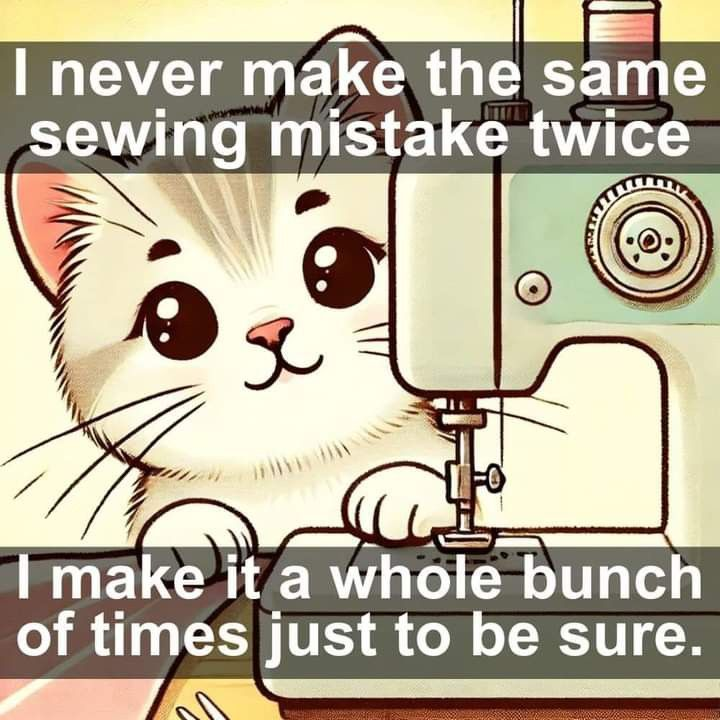 I never make the same
sewing mistake twice
I make it a whole bunch
of times just to be sure.